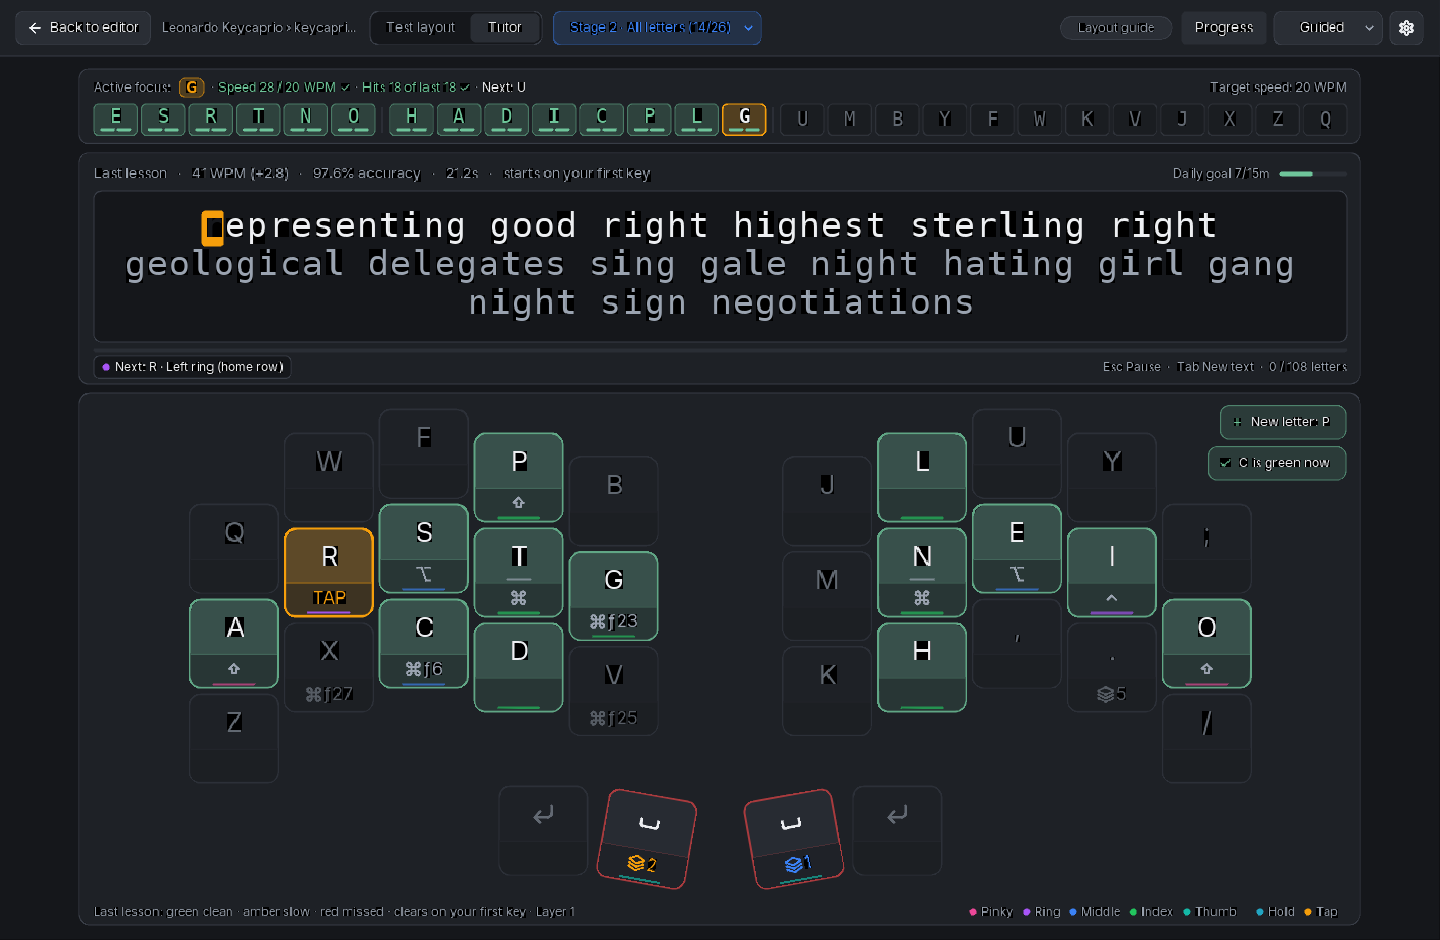 Back to editor
Leonardo Keycaprio › keycapri...
Test layout
Tutor
Stage 2 · All letters (14/26)
Layout guide
Progress
Guided
Active focus: G · Speed 28 / 20 WPM ✓ · Hits 18 of last 18 ✓ · Next: U
Target speed: 20 WPM
E S R T N O H A D I C P L G U M B Y F W K V J X Z Q
Last lesson · 41 WPM (+2.8) · 97.6% accuracy · 21.2s · starts on your first key
Daily goal 7/15m
representing good right highest sterling right
geological delegates sing gale night hating girl gang
night sign negotiations
Next: R · Left ring (home row)
Esc Pause · Tab New text · 0 / 108 letters
+ New letter: P
✓ C is green now
F U
W P L Y
B J
Q S E ;
R T N I
TAP ⌘ ⌘ ^
G M
⌘ƒ23
A C , O
⌘ƒ6
X D H .
⌘ƒ27 5
V K
⌘ƒ25
Z /
2 1
Last lesson: green clean · amber slow · red missed · clears on your first key · Layer 1
Pinky Ring Middle Index Thumb Hold Tap